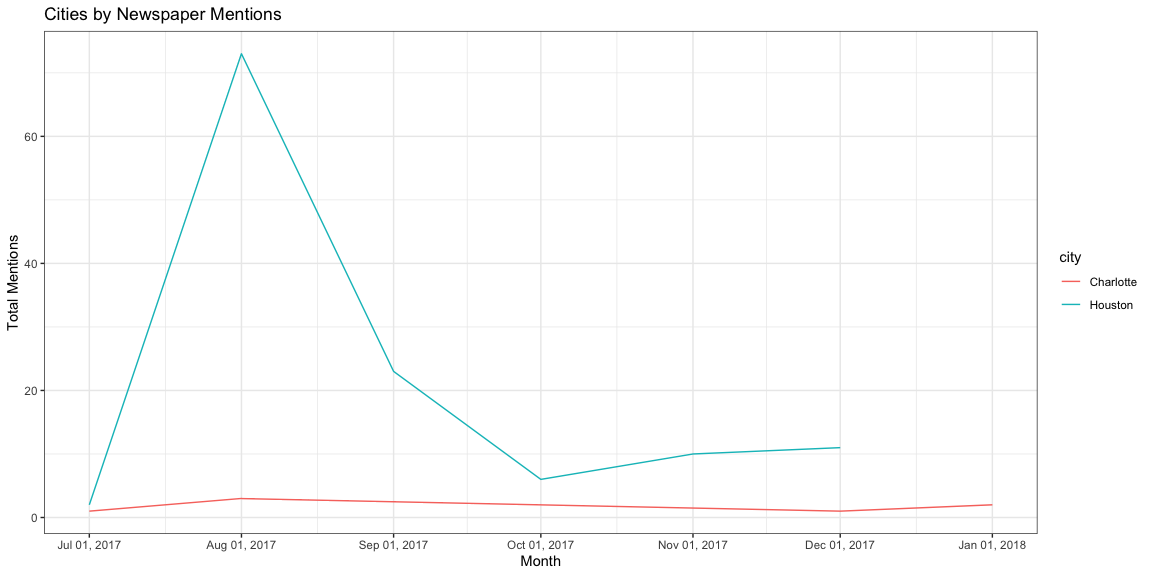 Cities by Newspaper Mentions
Total Mentions
60
40
20
0
Jul 01, 2017 Aug 01, 2017 Sep 01, 2017 Oct 01, 2017 Nov 01, 2017 Dec 01, 2017 Jan 01, 2018
Month
city
Charlotte
Houston